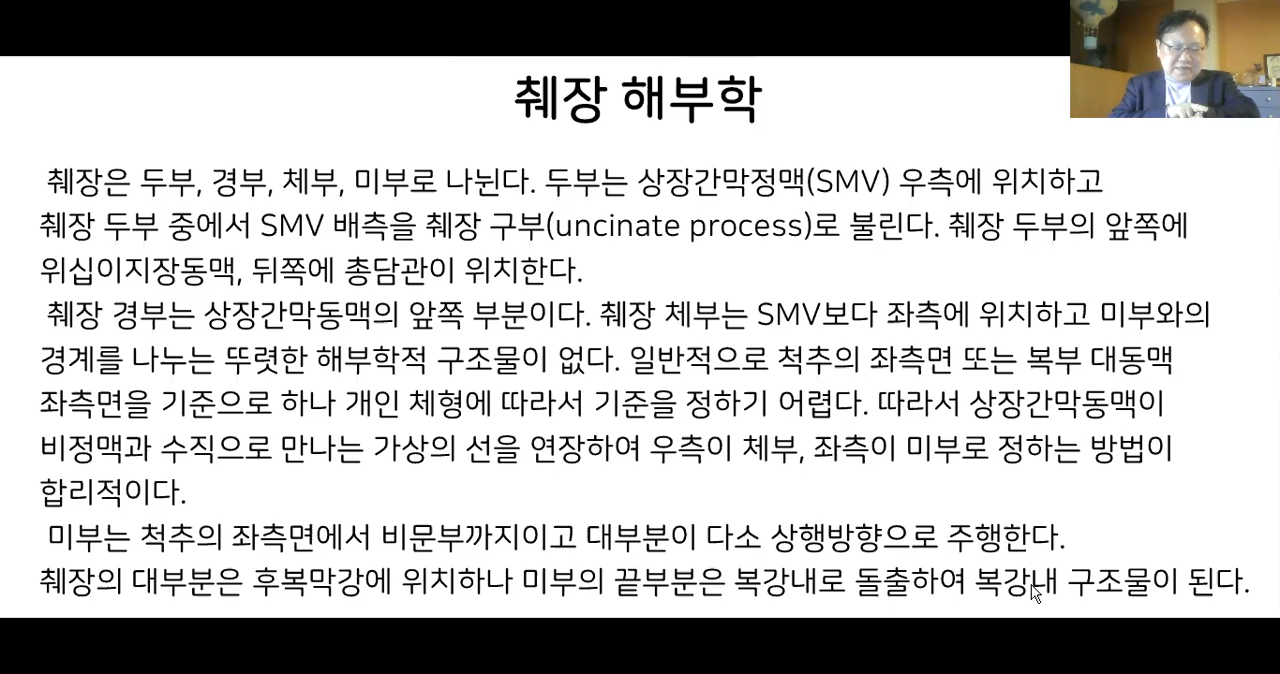 췌장 해부학
췌장은 두부, 경부, 체부, 미부로 나뉜다. 두부는 상장간막정맥(SMV) 우측에 위치하고
췌장 두부 중에서 SMV 배측을 췌장 구부(uncinate process)로 불린다. 췌장 두부의 앞쪽에
위십이지장동맥, 뒤쪽에 총담관이 위치한다.
췌장 경부는 상장간막동맥의 앞쪽 부분이다. 췌장 체부는 SMV보다 좌측에 위치하고 미부와의
경계를 나누는 뚜렷한 해부학적 구조물이 없다. 일반적으로 척추의 좌측면 또는 복부 대동맥
좌측면을 기준으로 하나 개인 체형에 따라서 기준을 정하기 어렵다. 따라서 상장간막동맥이
비정맥과 수직으로 만나는 가상의 선을 연장하여 우측이 체부, 좌측이 미부로 정하는 방법이
합리적이다.
미부는 척추의 좌측면에서 비문부까지이고 대부분이 다소 상행방향으로 주행한다.
췌장의 대부분은 후복막강에 위치하나 미부의 끝부분은 복강내로 돌출하여 복강내 구조물이 된다.